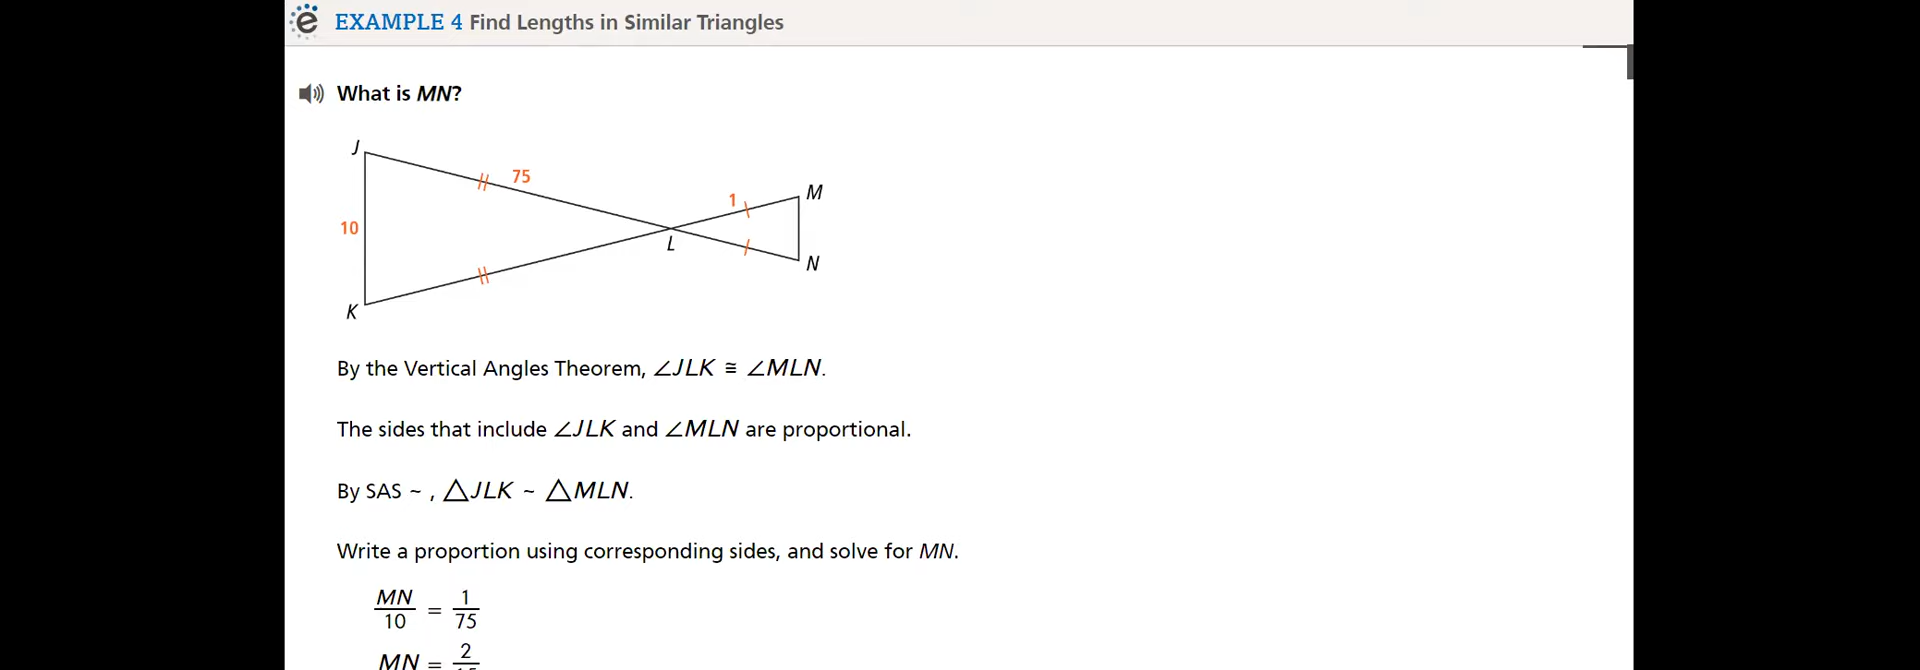 EXAMPLE 4 Find Lengths in Similar Triangles
What is MN?
J
75
1
M
10
L
N
K
By the Vertical Angles Theorem, ∠JLK ≅ ∠MLN.
The sides that include ∠JLK and ∠MLN are proportional.
By SAS ~ , △JLK ~ △MLN.
Write a proportion using corresponding sides, and solve for MN.
MN/10 = 1/75
MN = 2